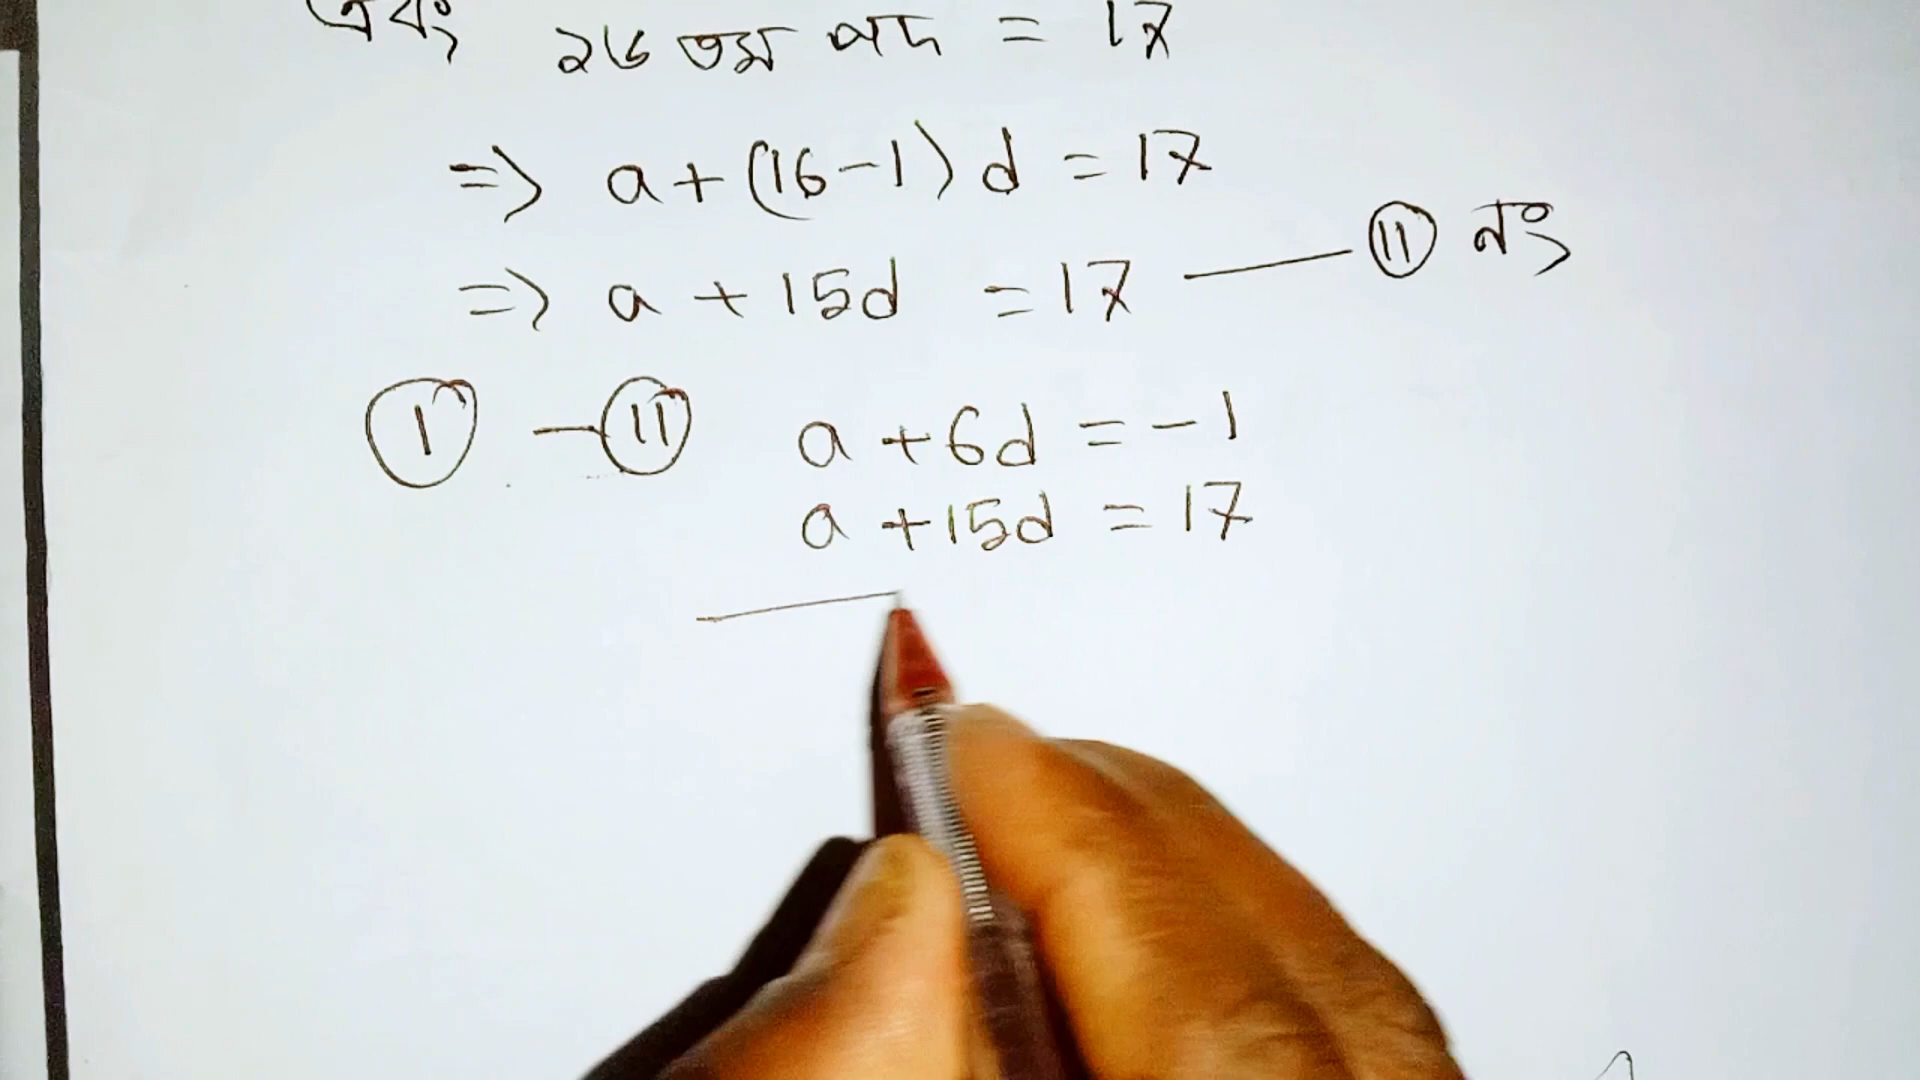 এবং ১৬ তম পদ = 17
=> a + (16-1) d = 17
=> a + 15d = 17 —— (II) নং
(I) - (II) a + 6d = -1
a + 15d = 17